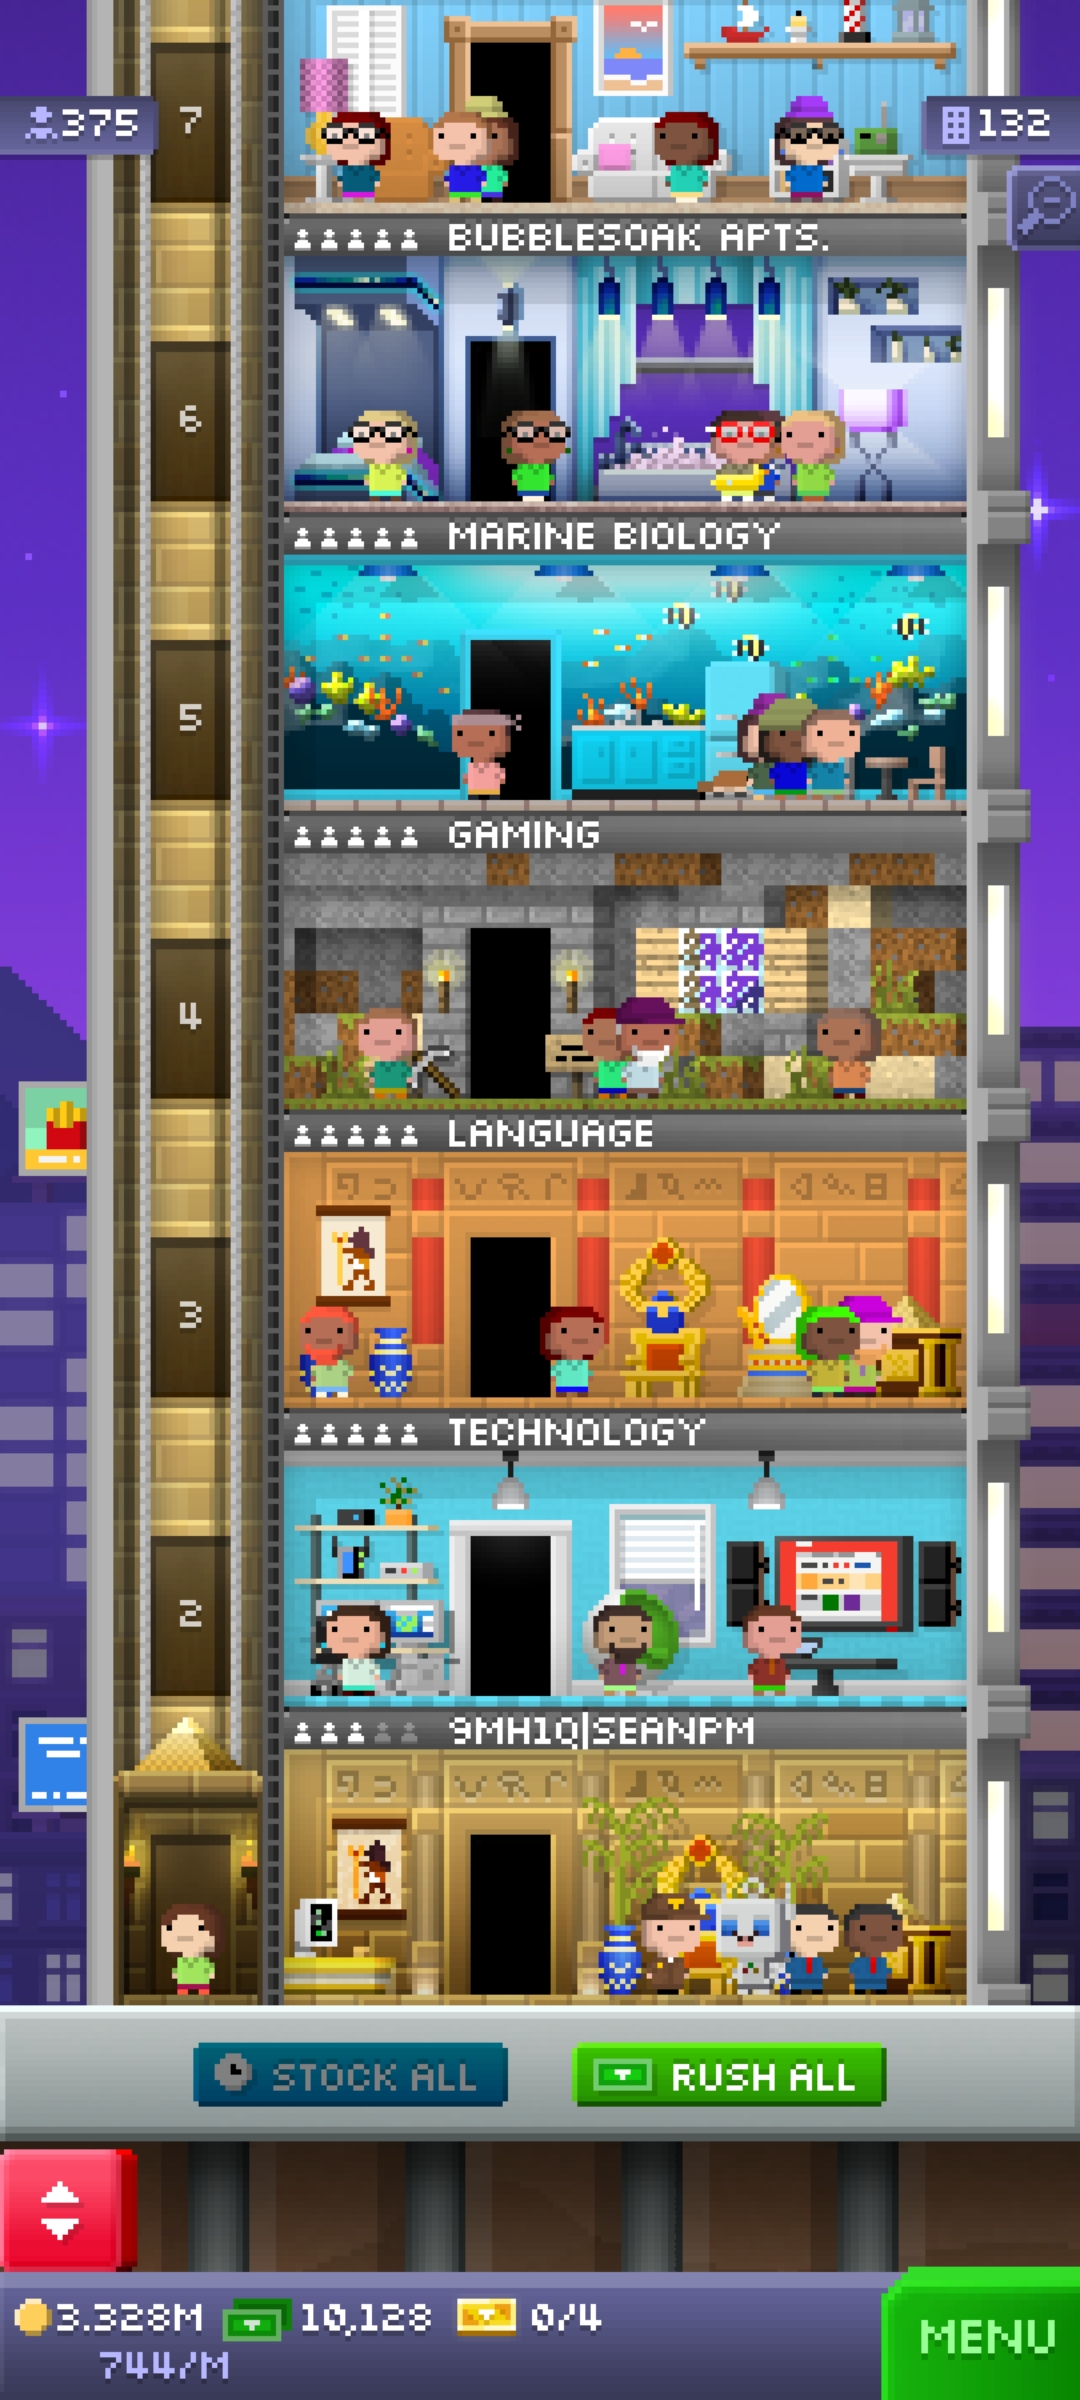 375
7
132
BUBBLESOAK APTS.
6
MARINE BIOLOGY
5
GAMING
4
LANGUAGE
3
TECHNOLOGY
2
9MH1Q|SEANPM
STOCK ALL
RUSH ALL
3.328M
10,128
0/4
744/M
MENU